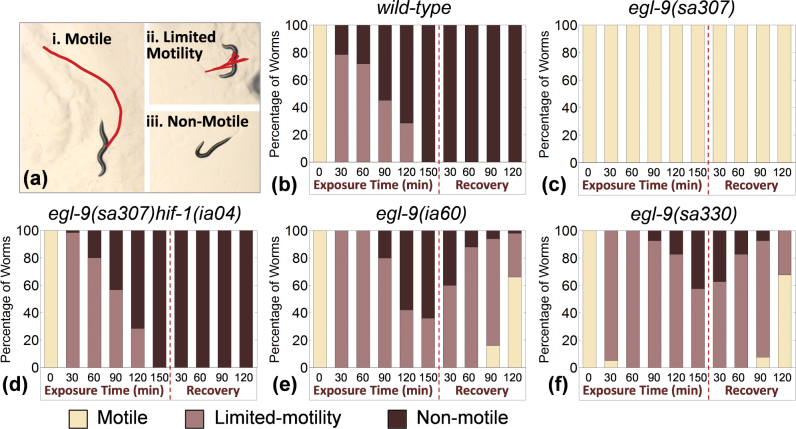 i. Motile
ii. Limited
Motility
iii. Non-Motile
(a)
wild-type
Percentage of Worms
100
80
60
40
20
0
0 30 60 90 120 150 30 60 90 120
Exposure Time (min) Recovery
(b)
egl-9(sa307)
Percentage of Worms
100
80
60
40
20
0
0 30 60 90 120 150 30 60 90 120
Exposure Time (min) Recovery
(c)
egl-9(sa307)hif-1(ia04)
Percentage of Worms
100
80
60
40
20
0
0 30 60 90 120 150 30 60 90 120
Exposure Time (min) Recovery
(d)
egl-9(ia60)
Percentage of Worms
100
80
60
40
20
0
0 30 60 90 120 150 30 60 90 120
Exposure Time (min) Recovery
(e)
egl-9(sa330)
Percentage of Worms
100
80
60
40
20
0
0 30 60 90 120 150 30 60 90 120
Exposure Time (min) Recovery
(f)
Motile Limited-motility Non-motile